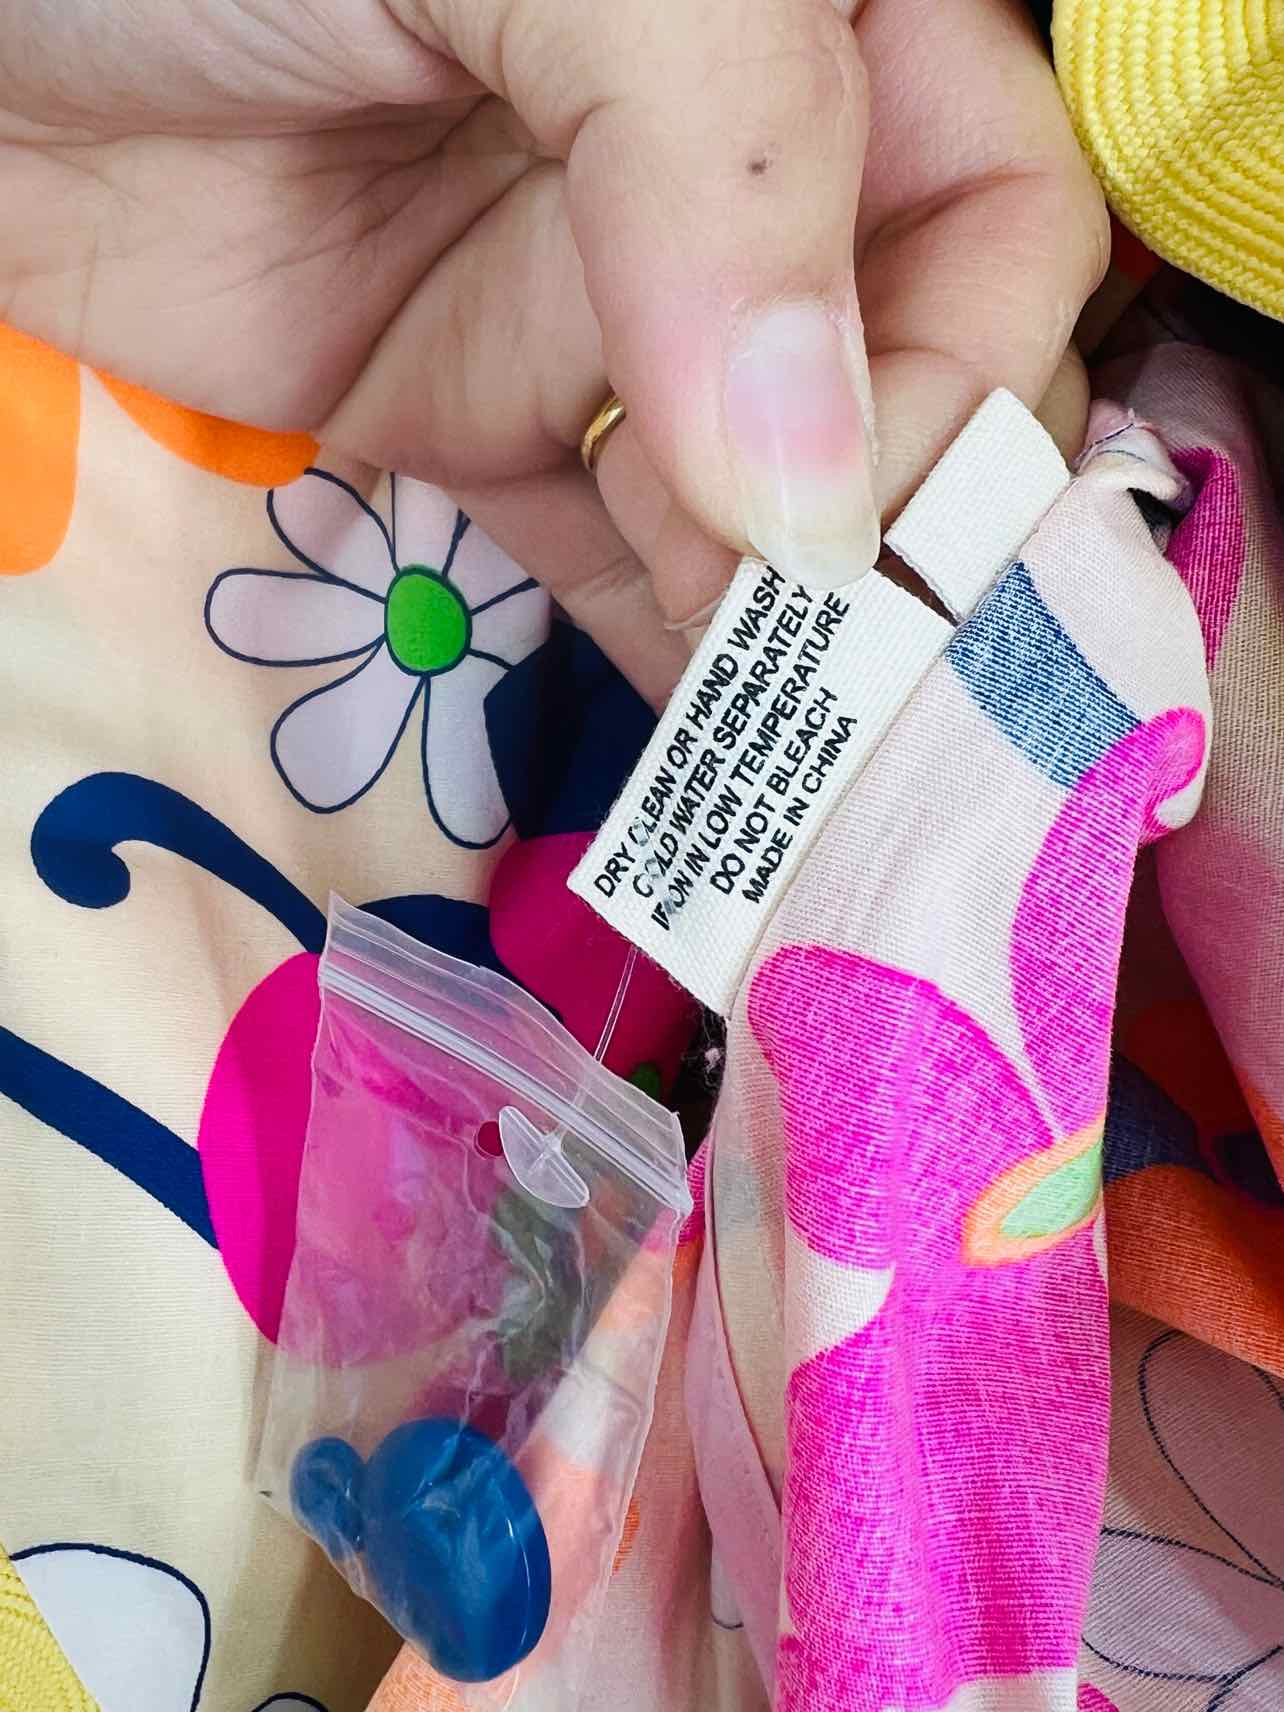 DRY CLEAN OR HAND WASH
COLD WATER SEPARATELY
IRON IN LOW TEMPERATURE
DO NOT BLEACH
MADE IN CHINA